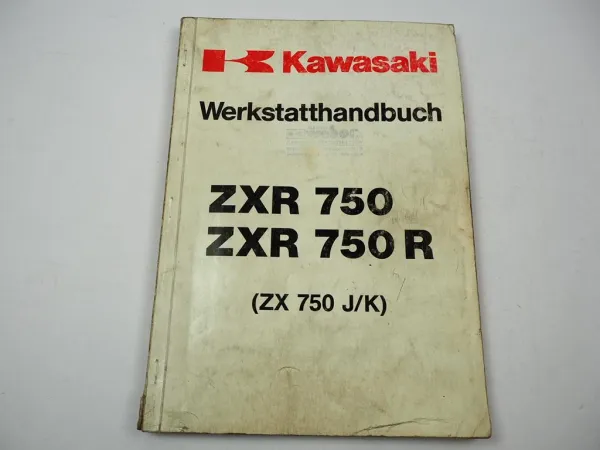 Kawasaki
Werkstatthandbuch
ZXR 750
ZXR 750 R
(ZX 750 J/K)